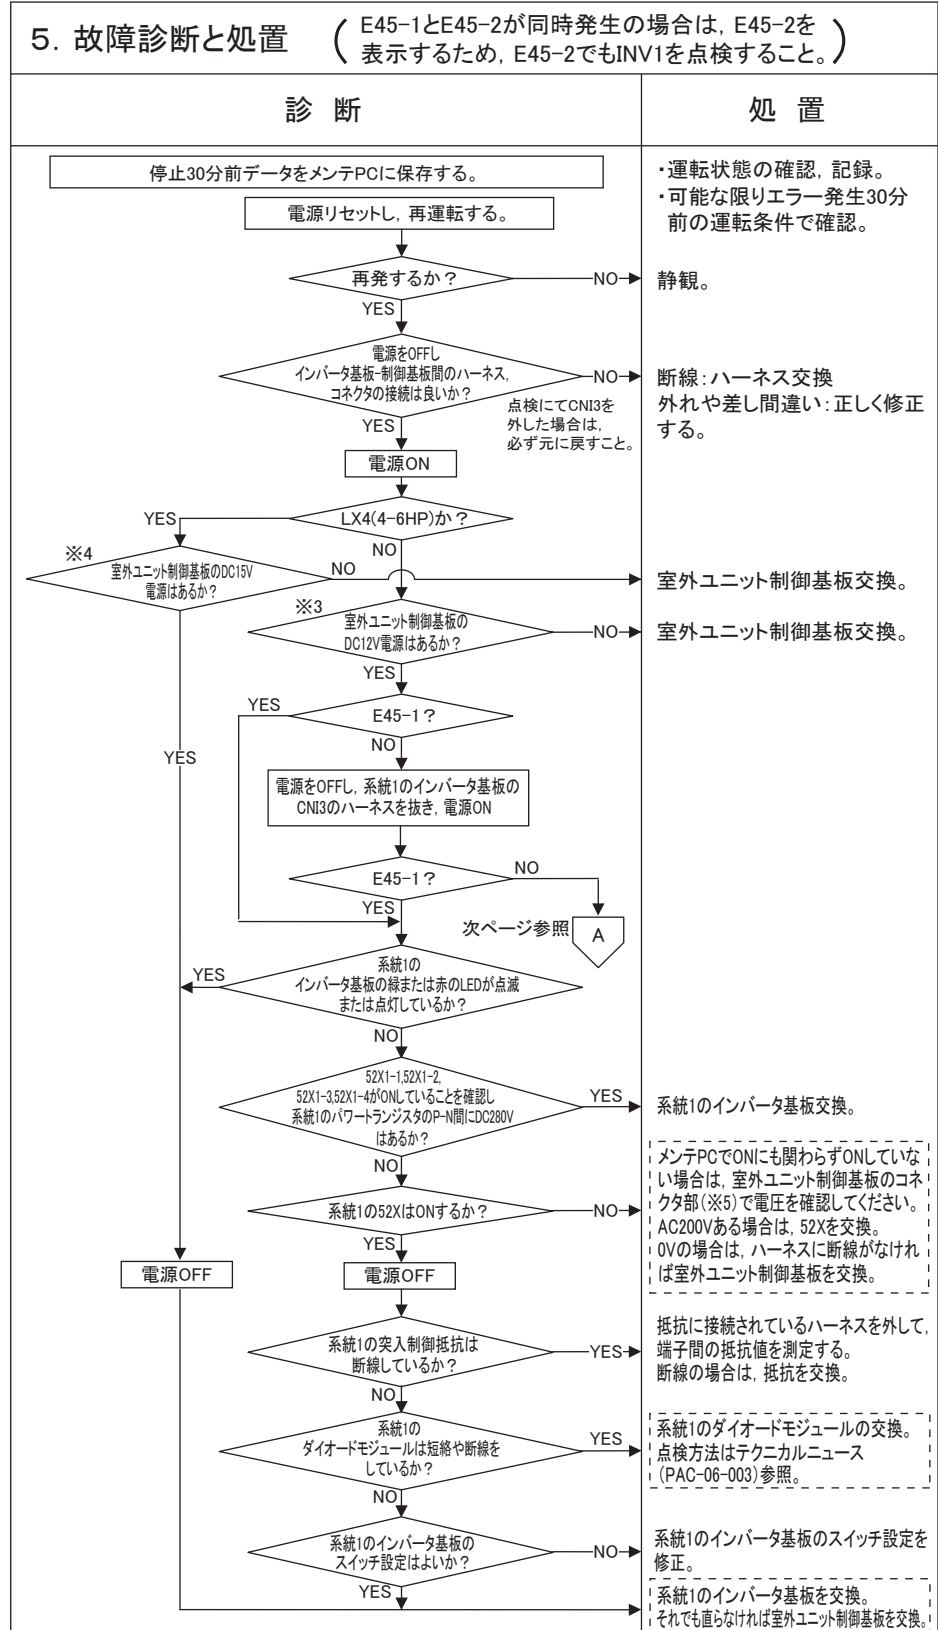 5. 故障診断と処置
E45-1とE45-2が同時発生の場合は, E45-2を
表示するため, E45-2でもINV1を点検すること。
診 断
処 置
停止30分前データをメンテPCに保存する。
・運転状態の確認, 記録。
・可能な限りエラー発生30分
前の運転条件で確認。
電源リセットし, 再運転する。
再発するか?
NO
静観。
YES
電源をOFFし
インバータ基板-制御基板間のハーネス,
コネクタの接続は良いか?
NO
断線:ハーネス交換
外れや差し間違い:正しく修正
する。
点検にてCNI3を
外した場合は,
必ず元に戻すこと。
YES
電源ON
LX4(4-6HP)か?
YES
NO
※4
室外ユニット制御基板のDC15V
電源はあるか?
NO
室外ユニット制御基板交換。
※3
室外ユニット制御基板の
DC12V電源はあるか?
NO
室外ユニット制御基板交換。
YES
E45-1?
YES
NO
YES
電源をOFFし, 系統1のインバータ基板の
CNI3のハーネスを抜き, 電源ON
E45-1?
NO
YES
次ページ参照
A
系統1の
インバータ基板の緑または赤のLEDが点滅
または点灯しているか?
YES
NO
52X1-1,52X1-2,
52X1-3,52X1-4がONしていることを確認し
系統1のパワートランジスタのP-N間にDC280V
はあるか?
YES
系統1のインバータ基板交換。
NO
系統1の52XはONするか?
NO
メンテPCでONにも関わらずONしていな
い場合は, 室外ユニット制御基板のコネ
クタ部(※5)で電圧を確認してください。
AC200Vある場合は, 52Xを交換。
0Vの場合は, ハーネスに断線がなけれ
ば室外ユニット制御基板を交換。
YES
電源OFF
電源OFF
系統1の突入制御抵抗は
断線しているか?
YES
抵抗に接続されているハーネスを外して,
端子間の抵抗値を測定する。
断線の場合は, 抵抗を交換。
NO
系統1の
ダイオードモジュールは短絡や断線を
しているか?
YES
系統1のダイオードモジュールの交換。
点検方法はテクニカルニュース
(PAC-06-003)参照。
NO
系統1のインバータ基板の
スイッチ設定はよいか?
NO
系統1のインバータ基板のスイッチ設定を
修正。
YES
系統1のインバータ基板を交換。
それでも直らなければ室外ユニット制御基板を交換。